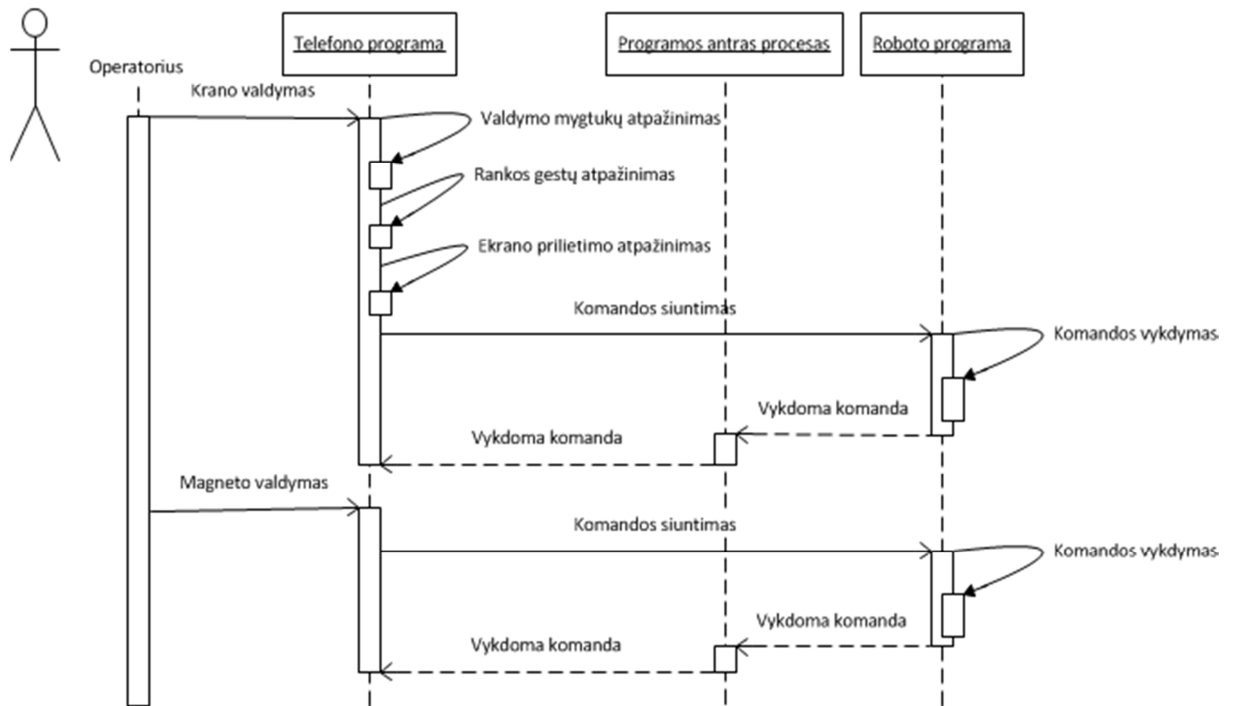 Telefono programa
Programos antras procesas
Roboto programa
Operatorius
Krano valdymas
Valdymo mygtukų atpažinimas
Rankos gestų atpažinimas
Ekrano prilietimo atpažinimas
Komandos siuntimas
Komandos vykdymas
Vykdoma komanda
Vykdoma komanda
Magneto valdymas
Komandos siuntimas
Komandos vykdymas
Vykdoma komanda
Vykdoma komanda